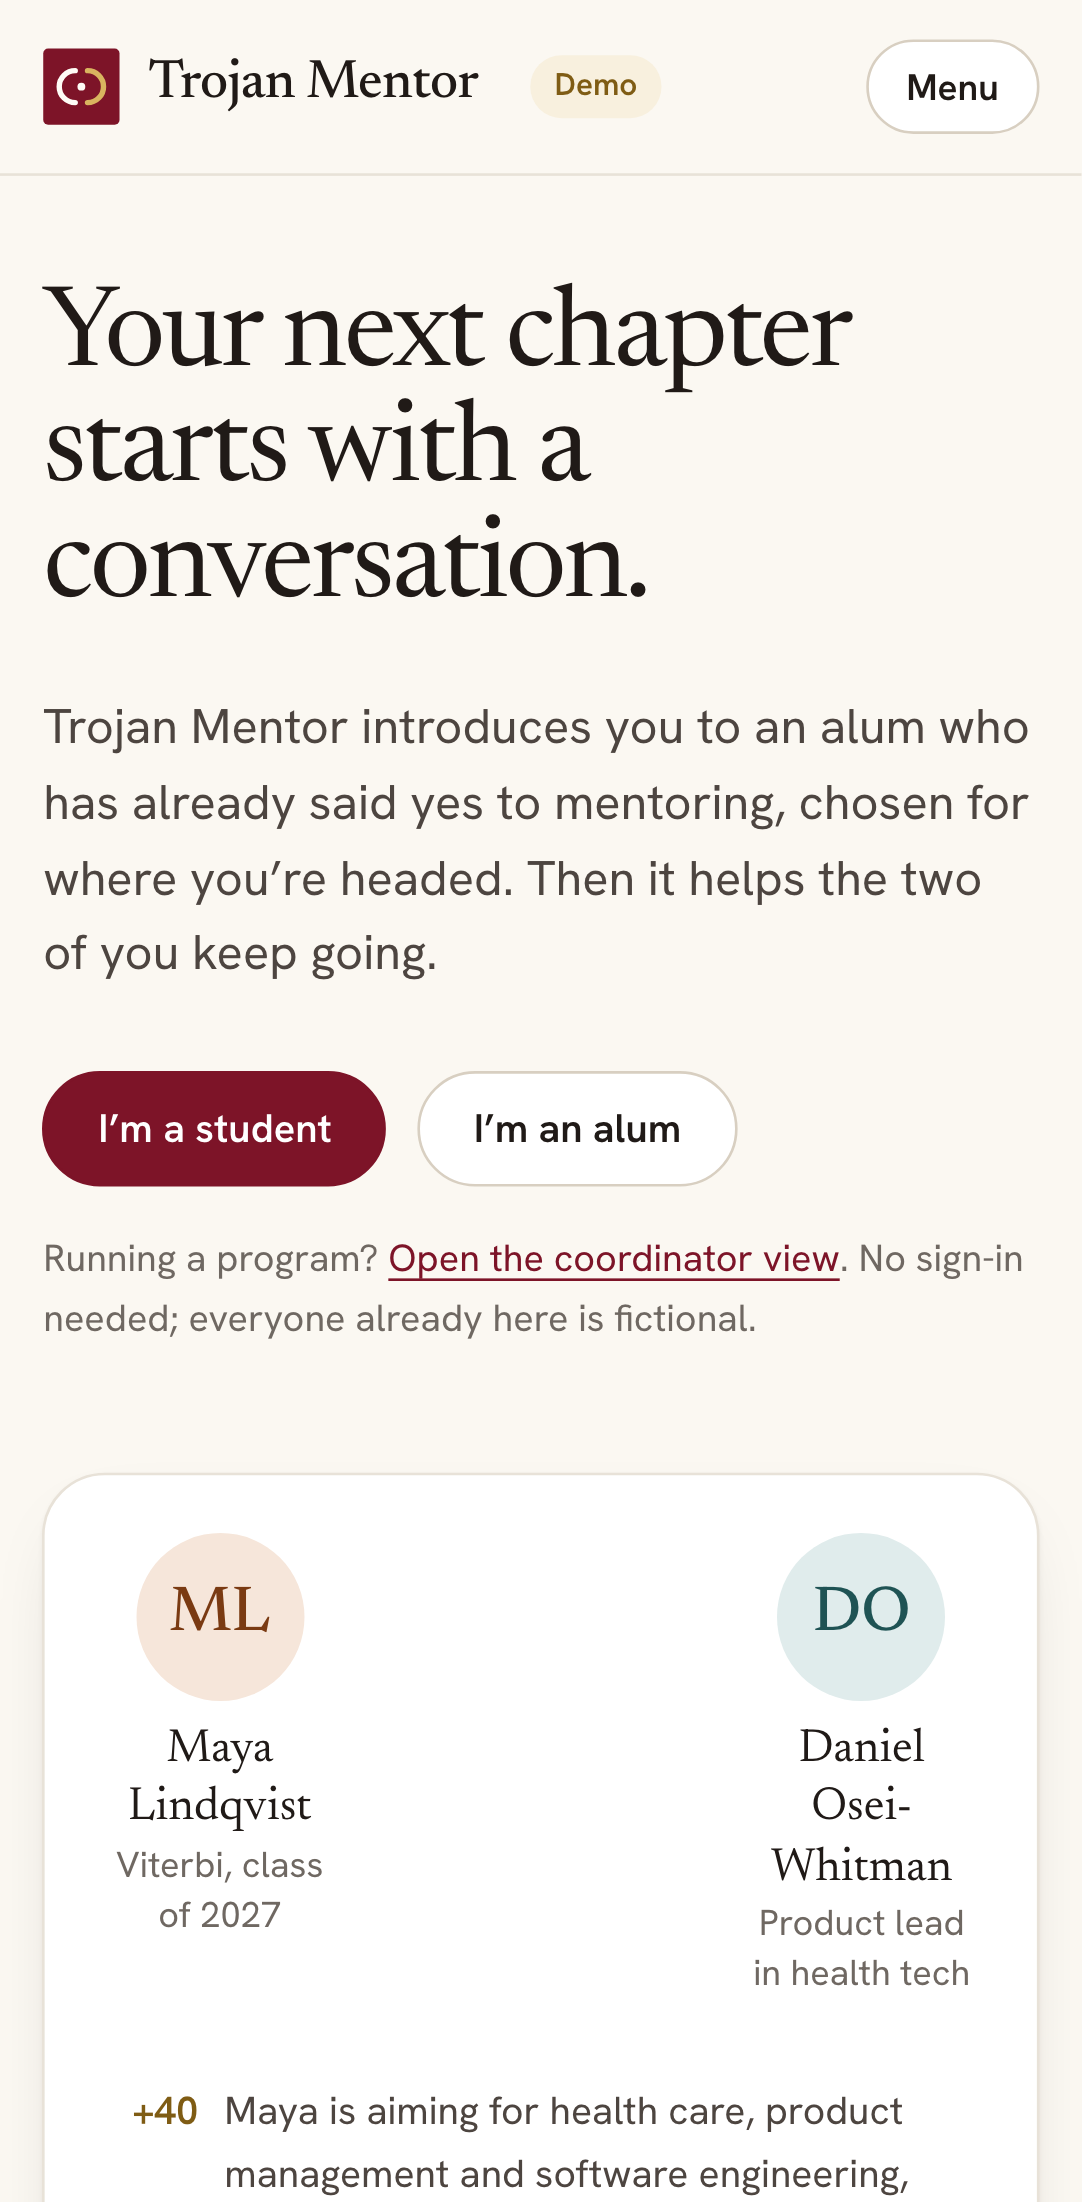 Trojan Mentor
Demo
Menu
Your next chapter
starts with a
conversation.
Trojan Mentor introduces you to an alum who
has already said yes to mentoring, chosen for
where you’re headed. Then it helps the two
of you keep going.
I’m a student
I’m an alum
Running a program? Open the coordinator view. No sign-in
needed; everyone already here is fictional.
ML
Maya
Lindqvist
Viterbi, class
of 2027
DO
Daniel
Osei-
Whitman
Product lead
in health tech
+40 Maya is aiming for health care, product
management and software engineering,